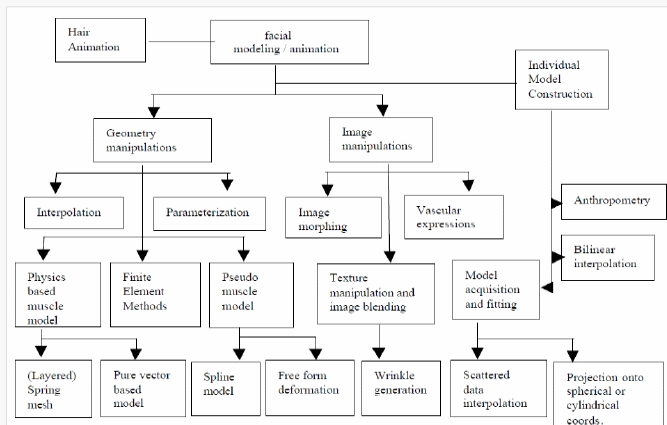 Hair
Animation
facial
modeling / animation
Individual
Model
Construction
Geometry
manipulations
Image
manipulations
Interpolation
Parameterization
Image
morphing
Vascular
expressions
Anthropometry
Bilinear
interpolation
Physics
based
muscle
model
Finite
Element
Methods
Pseudo
muscle
model
Texture
manipulation and
image blending
Model
acquisition
and fitting
(Layered)
Spring
mesh
Pure vector
based
model
Spline
model
Free form
deformation
Wrinkle
generation
Scattered
data
interpolation
Projection onto
spherical or
cylindrical
coords.